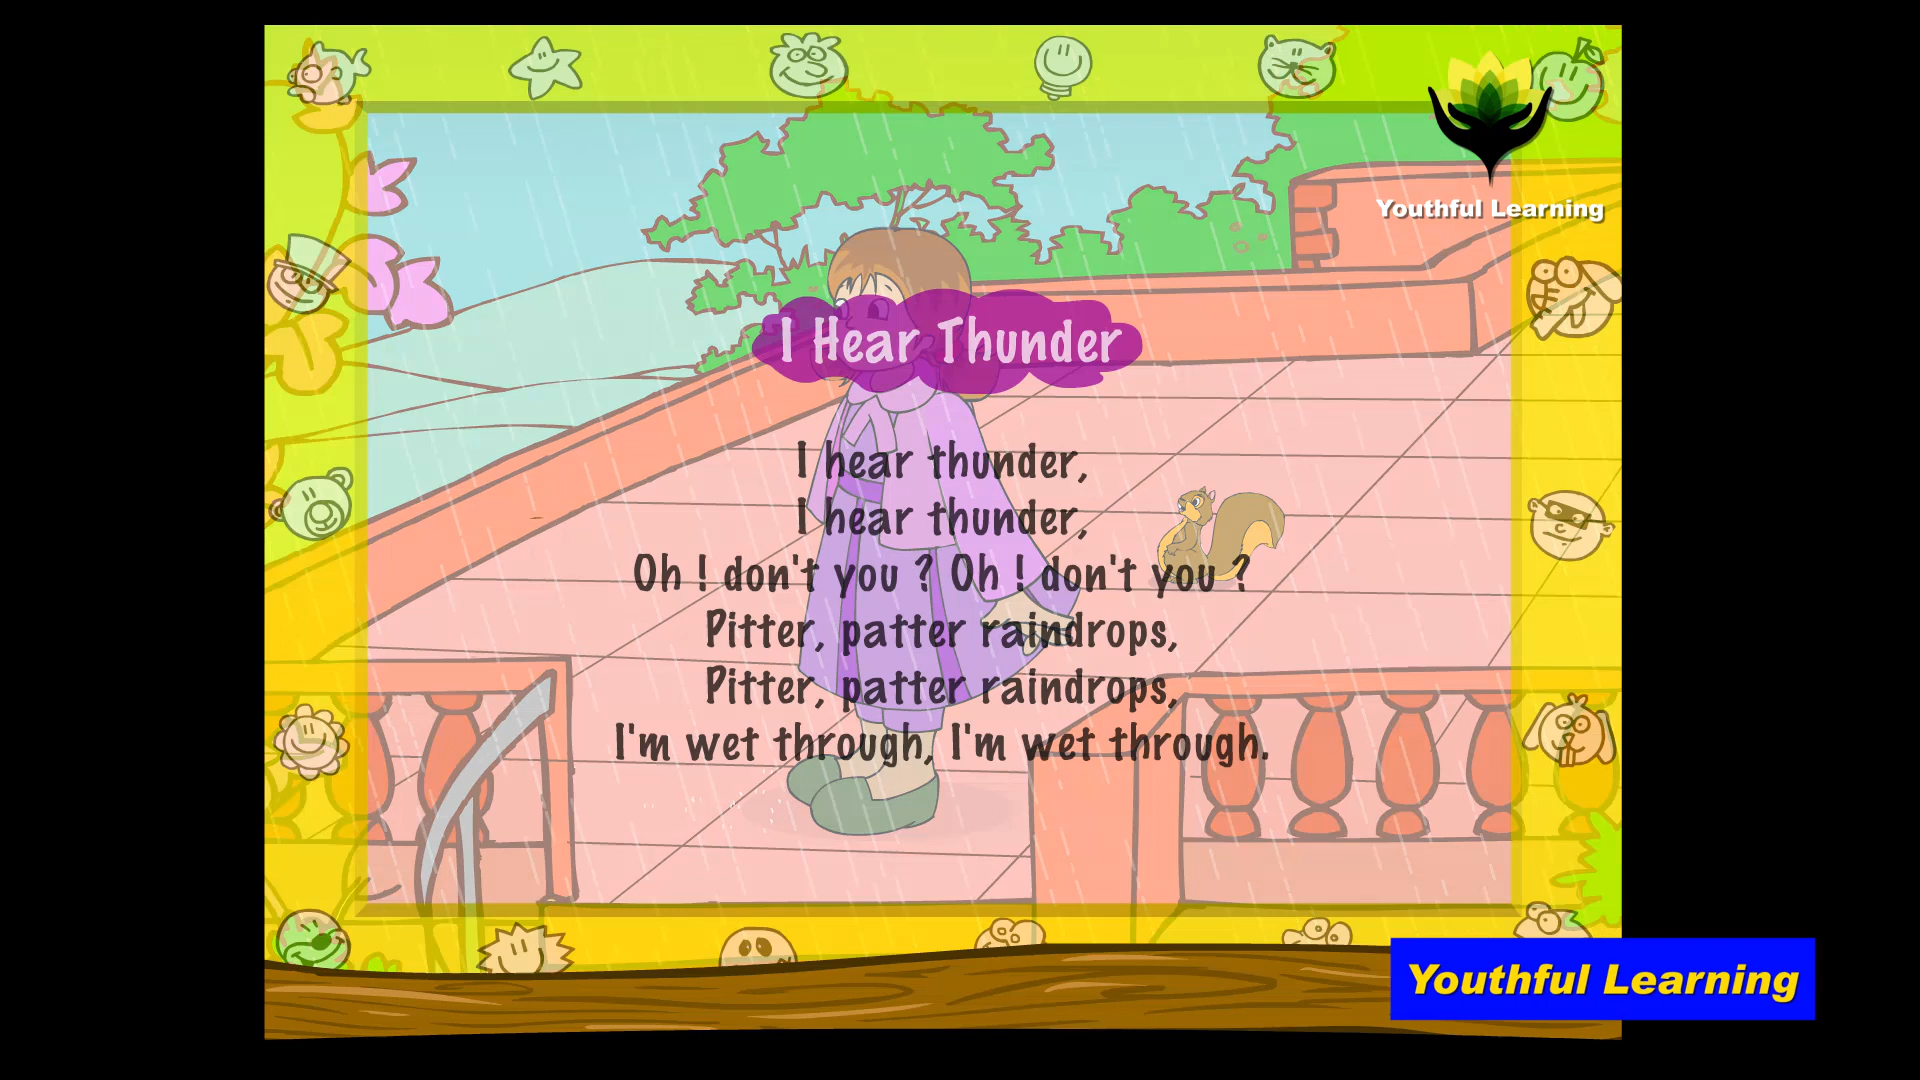 Youthful Learning
I Hear Thunder
I hear thunder,
I hear thunder,
Oh ! don't you ? Oh ! don't you ?
Pitter, patter raindrops,
Pitter, patter raindrops,
I'm wet through, I'm wet through.
Youthful Learning